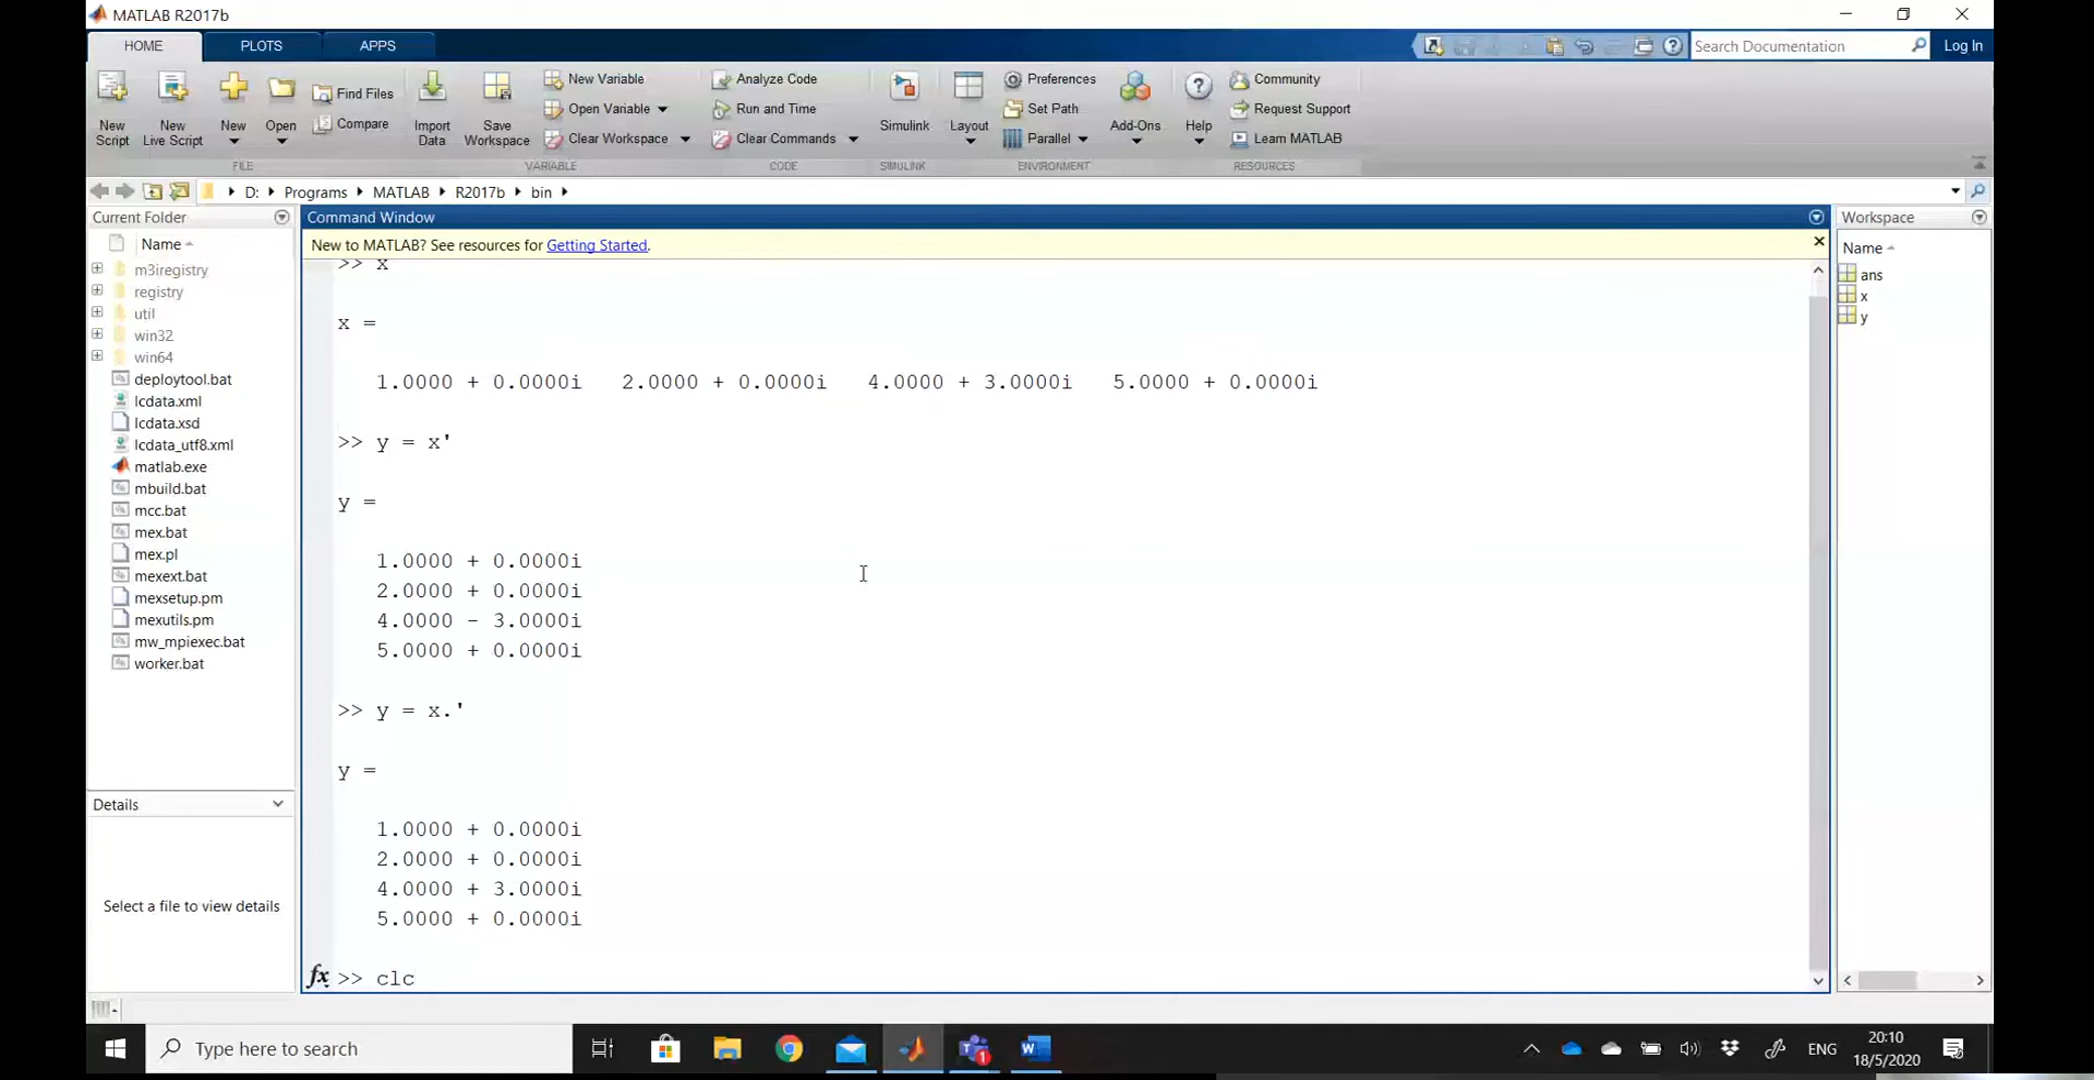 MATLAB R2017b
HOME PLOTS APPS
Search Documentation Log In
New Script
New Live Script
New
Open
Find Files
Compare
Import Data
Save Workspace
New Variable
Open Variable
Clear Workspace
Analyze Code
Run and Time
Clear Commands
Simulink
Layout
Preferences
Set Path
Parallel
Add-Ons
Help
Community
Request Support
Learn MATLAB
FILE VARIABLE CODE SIMULINK ENVIRONMENT RESOURCES
D: Programs MATLAB R2017b bin
Current Folder
Name
m3iregistry
registry
util
win32
win64
deploytool.bat
lcdata.xml
lcdata.xsd
lcdata_utf8.xml
matlab.exe
mbuild.bat
mcc.bat
mex.bat
mex.pl
mexext.bat
mexsetup.pm
mexutils.pm
mw_mpiexec.bat
worker.bat
Details
Select a file to view details
Command Window
New to MATLAB? See resources for Getting Started.
>> x
x =
1.0000 + 0.0000i 2.0000 + 0.0000i 4.0000 + 3.0000i 5.0000 + 0.0000i
>> y = x'
y =
1.0000 + 0.0000i
2.0000 + 0.0000i
4.0000 - 3.0000i
5.0000 + 0.0000i
>> y = x.'
y =
1.0000 + 0.0000i
2.0000 + 0.0000i
4.0000 + 3.0000i
5.0000 + 0.0000i
fx >> clc
Workspace
Name
ans
x
y
Type here to search
ENG
20:10
18/5/2020